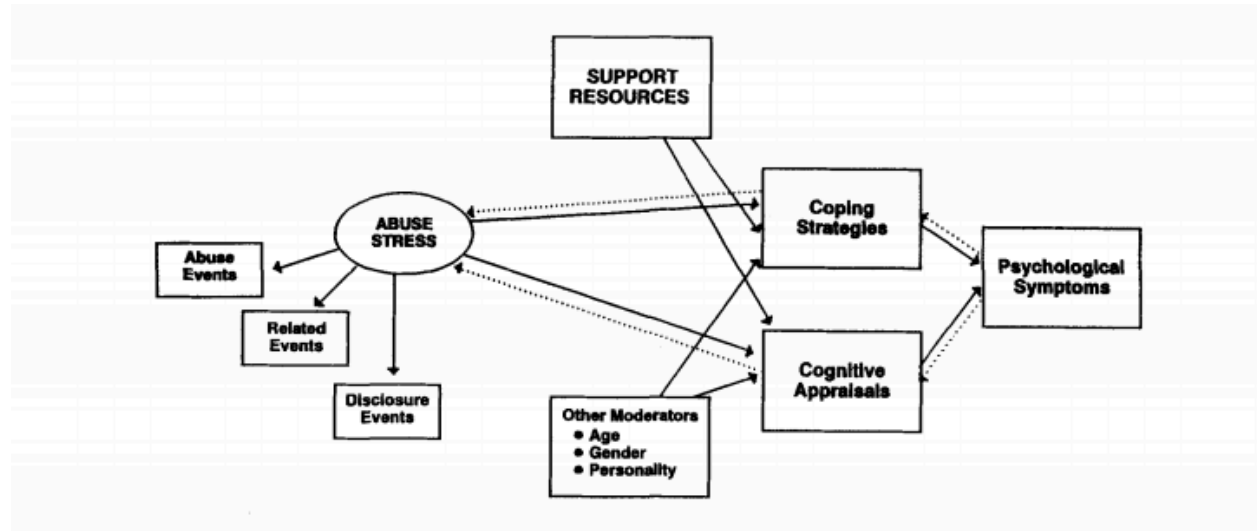 SUPPORT
RESOURCES
Coping
Strategies
ABUSE
STRESS
Abuse
Events
Psychological
Symptoms
Related
Events
Cognitive
Appraisals
Disclosure
Events
Other Moderators
● Age
● Gender
● Personality